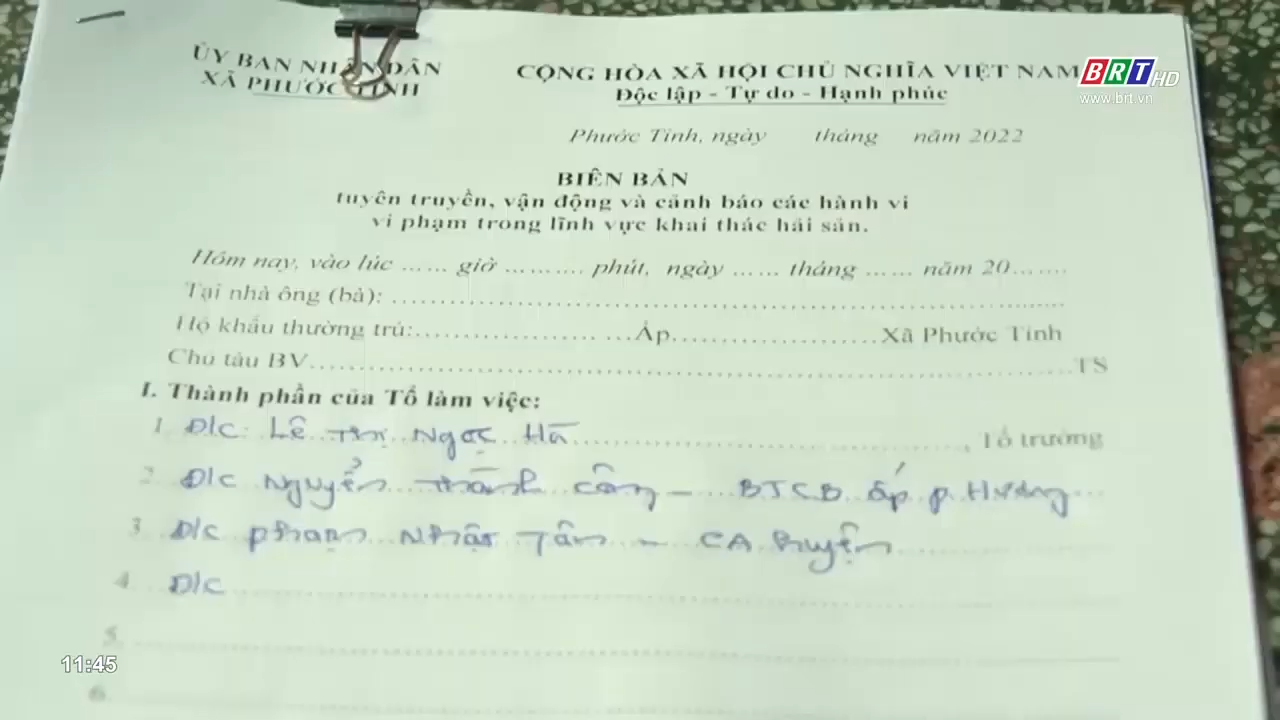 ỦY BAN NHÂN DÂN
XÃ PHƯỚC TỈNH
CỘNG HÒA XÃ HỘI CHỦ NGHĨA VIỆT NAM
Độc lập - Tự do - Hạnh phúc
BRT HD
www.brt.vn
Phước Tỉnh, ngày tháng năm 2022
BIÊN BẢN
tuyên truyền, vận động và cảnh báo các hành vi
vi phạm trong lĩnh vực khai thác hải sản.
Hôm nay, vào lúc ...... giờ .......... phút, ngày ...... tháng ...... năm 20.......
Tại nhà ông (bà): ........................................................................
Hộ khẩu thường trú:........................Ấp......................Xã Phước Tỉnh
Chủ tàu BV..............................................................................TS
I. Thành phần của Tổ làm việc:
1. Đ/c: Lê Thị Ngọc Hà........................................, Tổ trưởng
2. Đ/c Nguyễn Thành Công - BTCB ấp P. Hương
3. Đ/c Phạm Nhật Tân - CA huyện
4. Đ/c
5.
6.
11:45